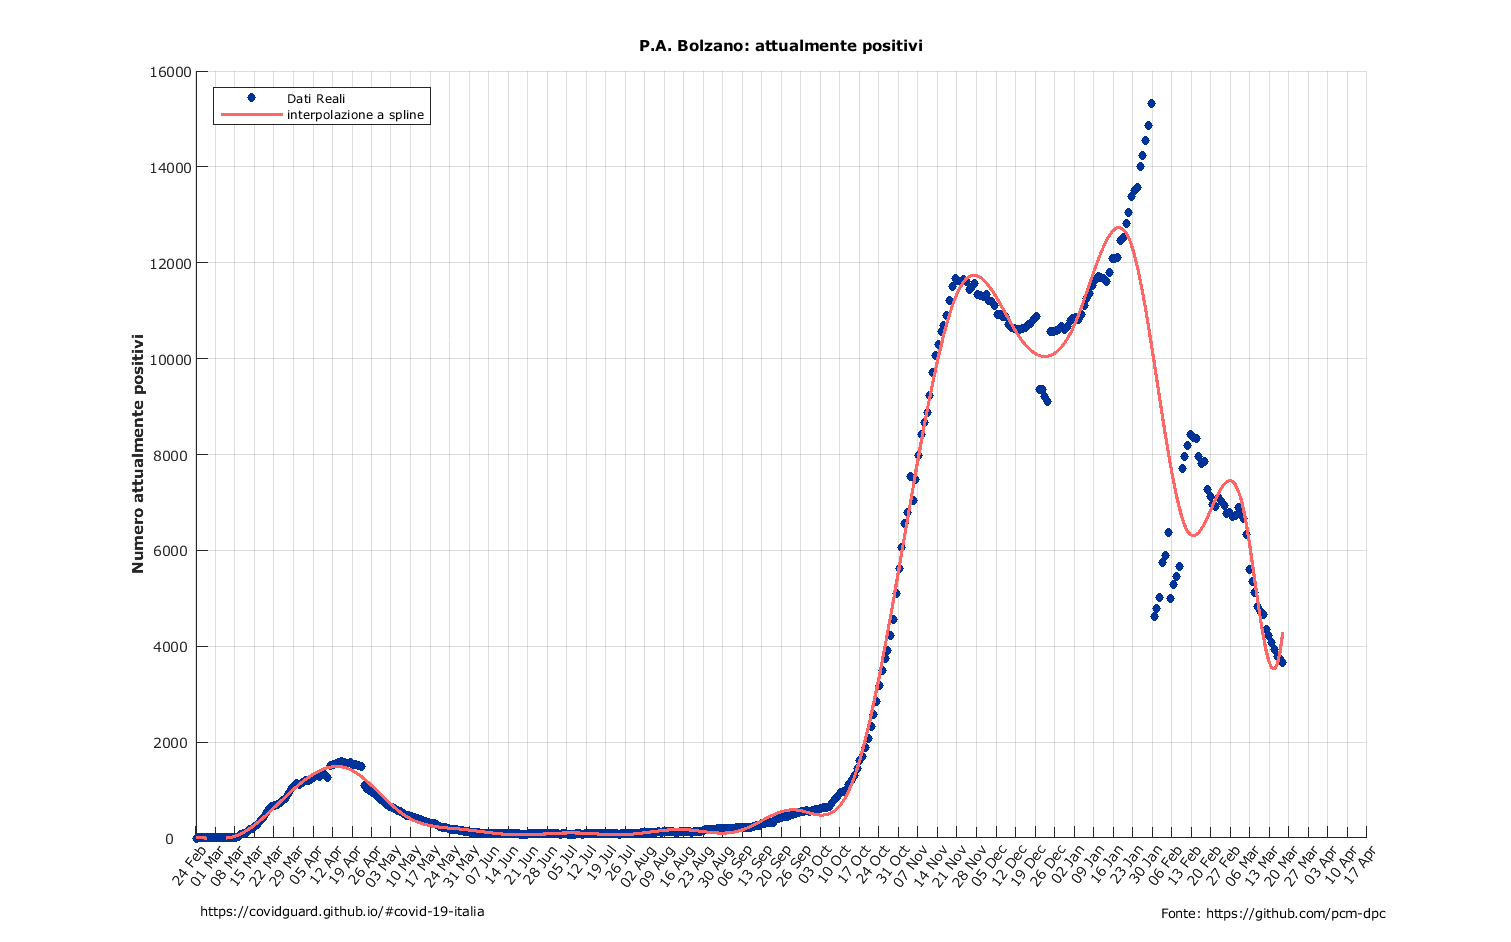 P.A. Bolzano: attualmente positivi
Dati Reali
interpolazione a spline
Numero attualmente positivi
16000
14000
12000
10000
8000
6000
4000
2000
0
24 Feb
01 Mar
08 Mar
15 Mar
22 Mar
29 Mar
05 Apr
12 Apr
19 Apr
26 Apr
03 May
10 May
17 May
24 May
31 May
07 Jun
14 Jun
21 Jun
28 Jun
05 Jul
12 Jul
19 Jul
26 Jul
02 Aug
09 Aug
16 Aug
23 Aug
30 Aug
06 Sep
13 Sep
20 Sep
26 Sep
03 Oct
10 Oct
17 Oct
24 Oct
31 Oct
07 Nov
14 Nov
21 Nov
28 Nov
05 Dec
12 Dec
19 Dec
26 Dec
02 Jan
09 Jan
16 Jan
23 Jan
30 Jan
06 Feb
13 Feb
20 Feb
27 Feb
06 Mar
13 Mar
20 Mar
27 Mar
03 Apr
10 Apr
17 Apr
https://covidguard.github.io/#covid-19-italia
Fonte: https://github.com/pcm-dpc